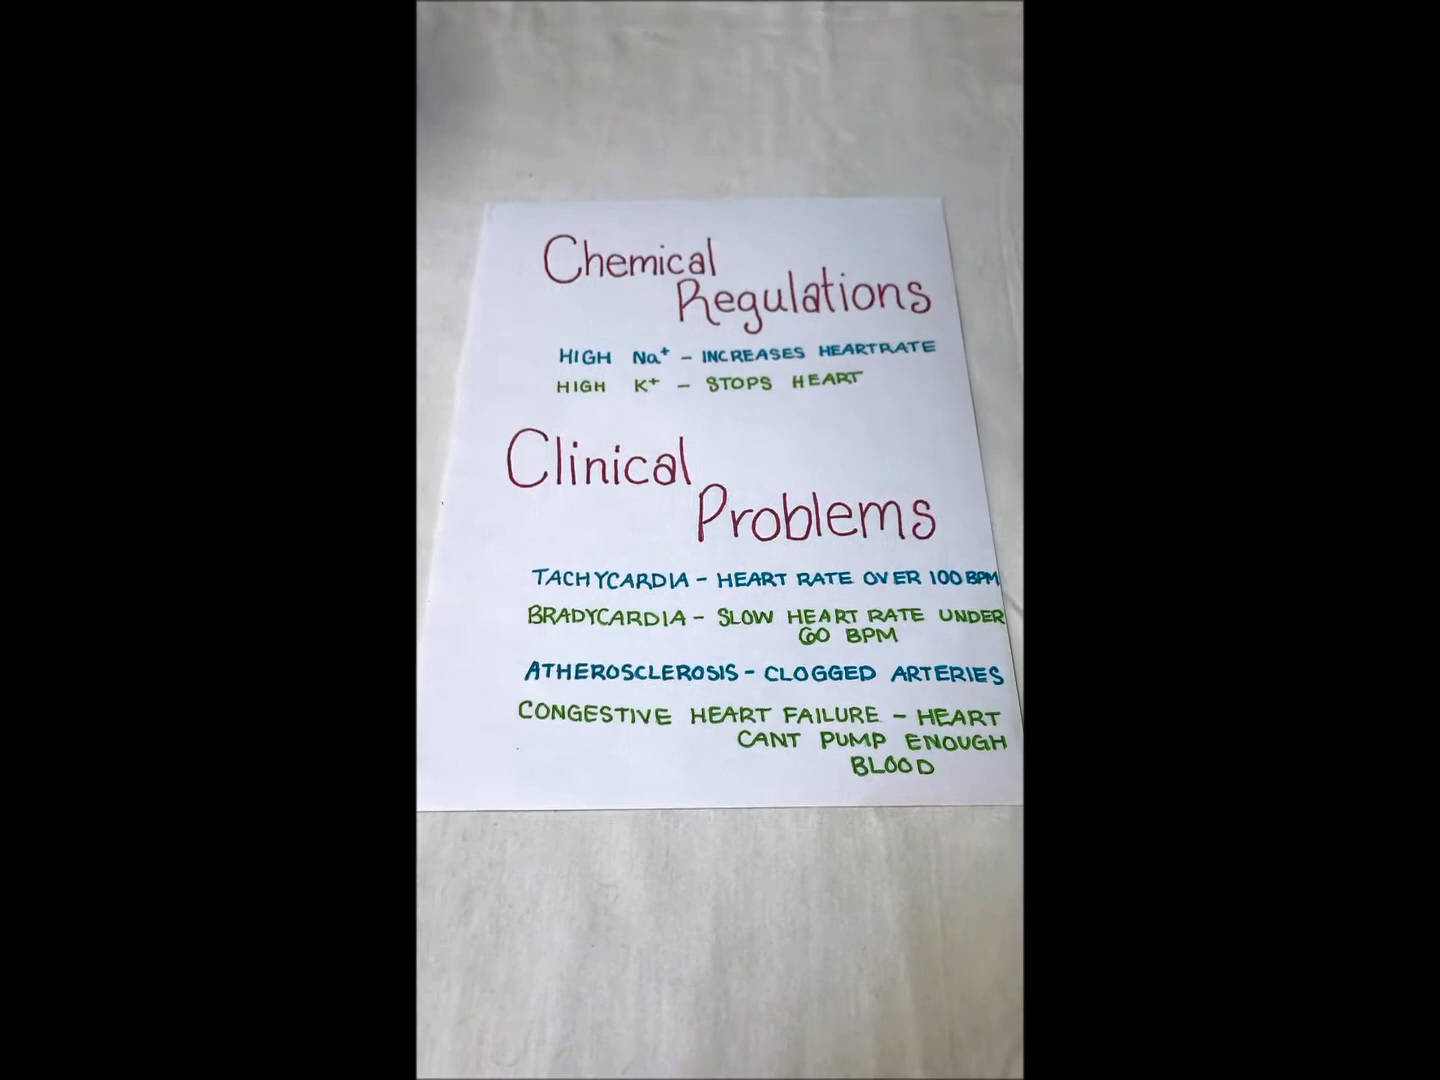 Chemical
Regulations
HIGH Na⁺ - INCREASES HEARTRATE
HIGH K⁺ - STOPS HEART
Clinical
Problems
TACHYCARDIA - HEART RATE OVER 100 BPM
BRADYCARDIA - SLOW HEART RATE UNDER
60 BPM
ATHEROSCLEROSIS - CLOGGED ARTERIES
CONGESTIVE HEART FAILURE - HEART
CANT PUMP ENOUGH
BLOOD